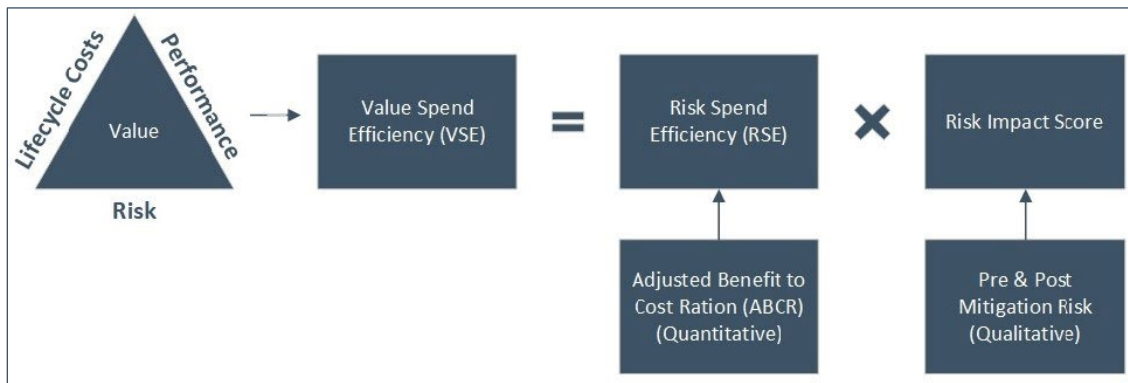 Lifecycle Costs
Performance
Value
Risk
Value Spend
Efficiency (VSE)
=
Risk Spend
Efficiency (RSE)
×
Risk Impact Score
Adjusted Benefit to
Cost Ration (ABCR)
(Quantitative)
Pre & Post
Mitigation Risk
(Qualitative)